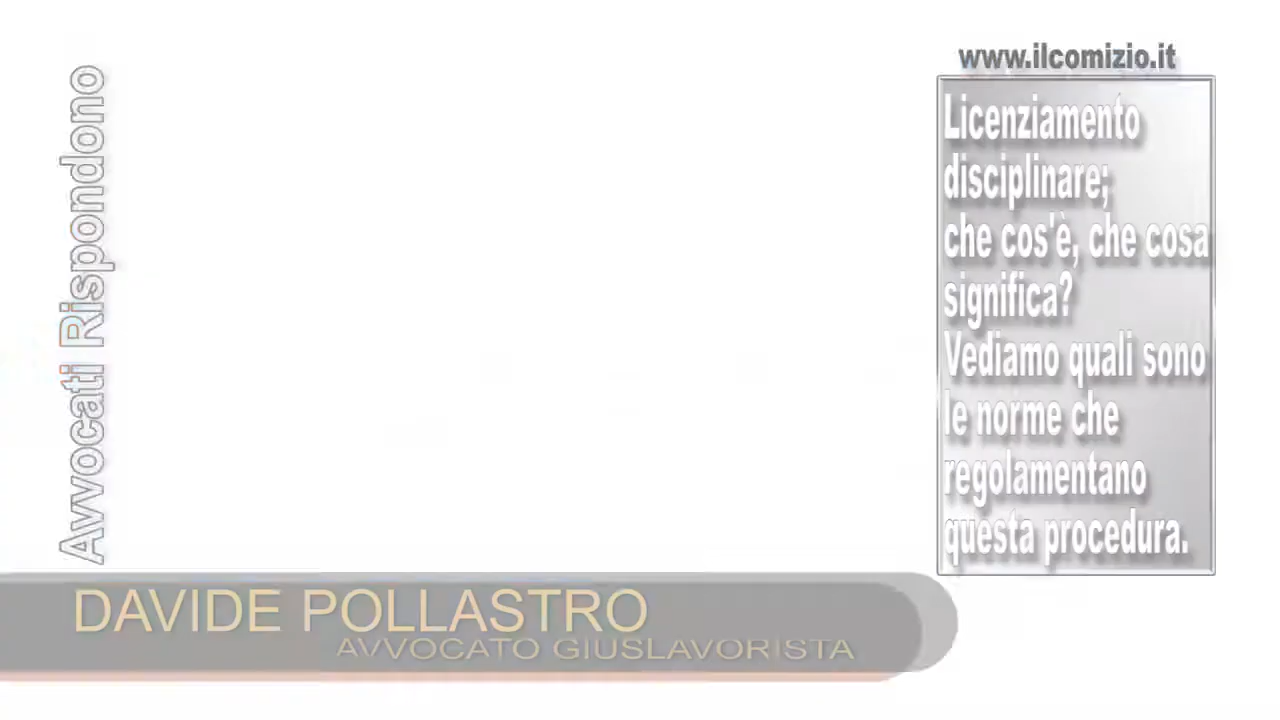 Avvocati Rispondono
www.ilcomizio.it
Licenziamento
disciplinare;
che cos'è, che cosa
significa?
Vediamo quali sono
le norme che
regolamentano
questa procedura.
DAVIDE POLLASTRO
AVVOCATO GIUSLAVORISTA